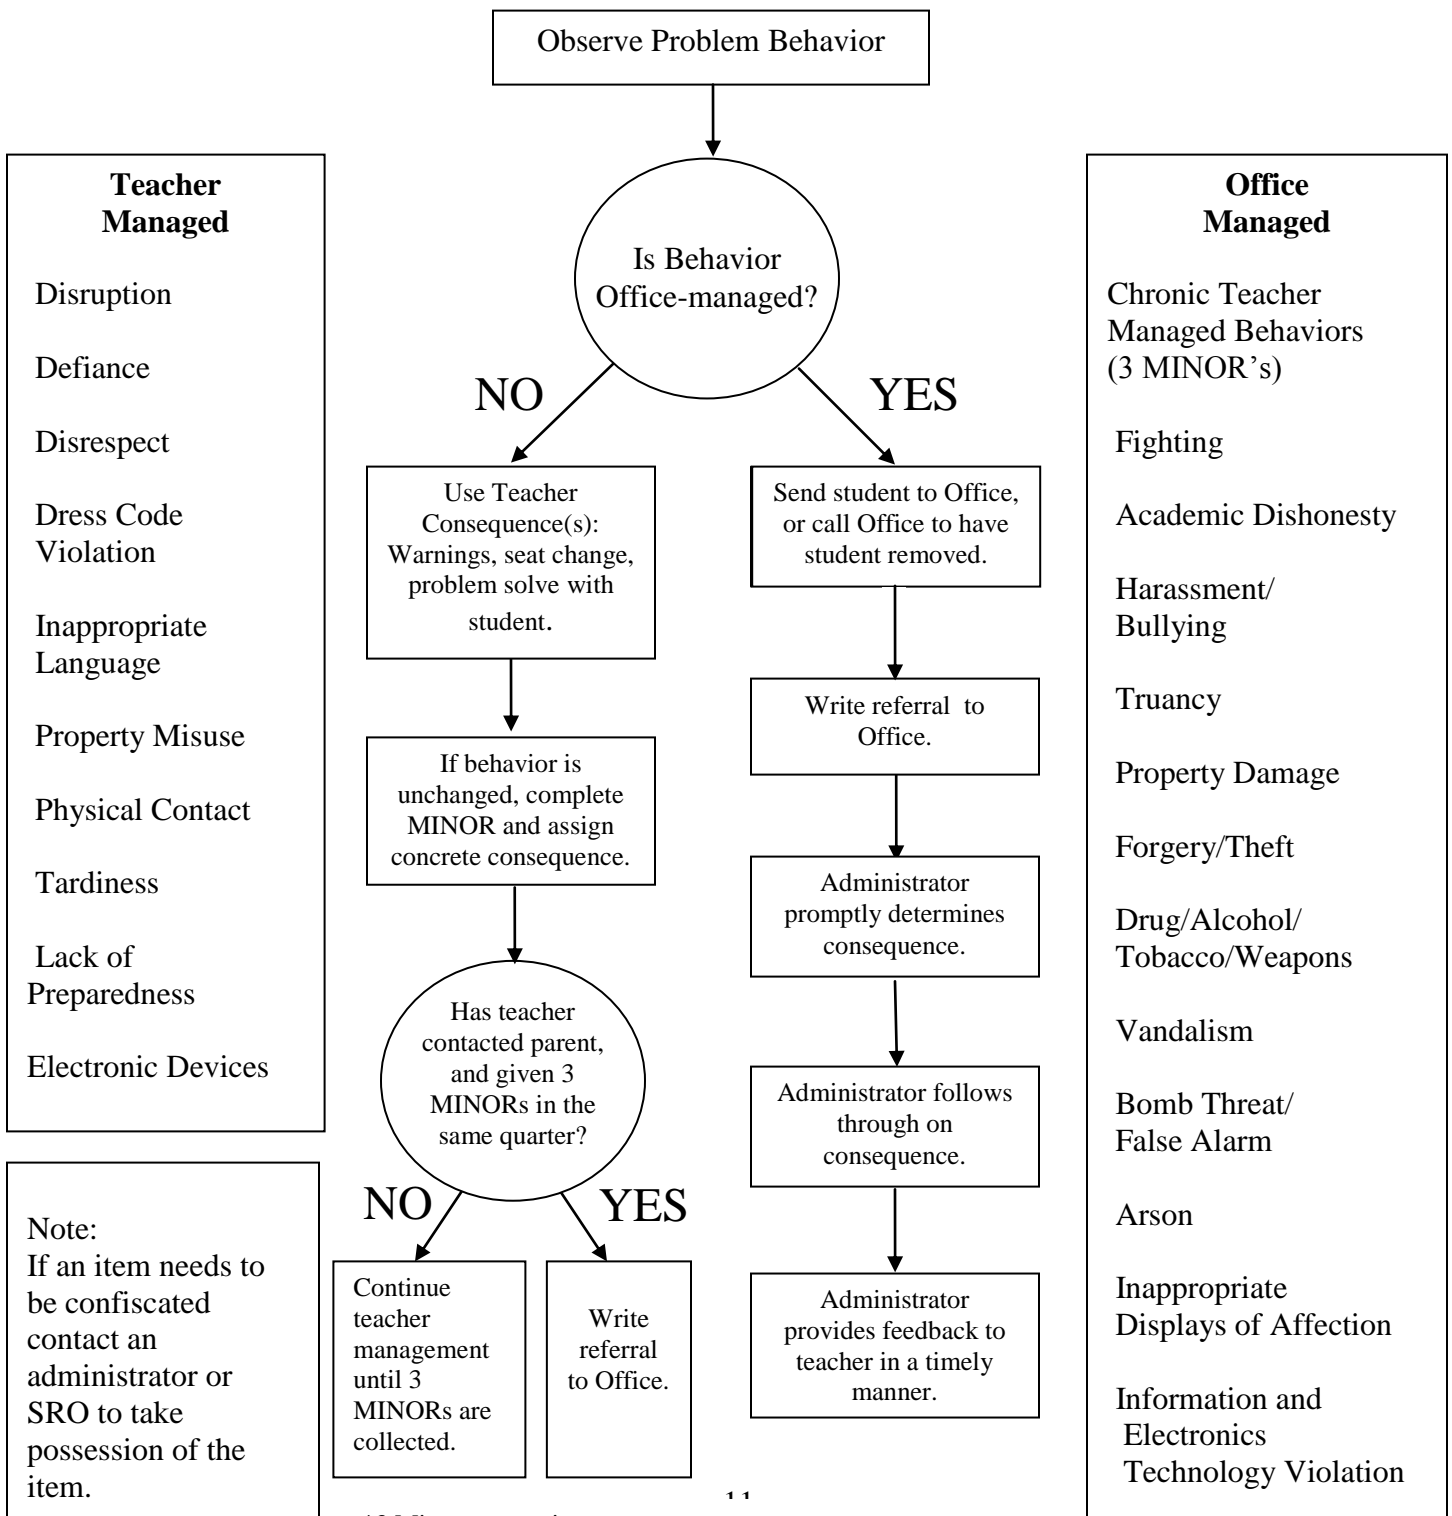 Observe Problem Behavior
Teacher
Managed
Disruption
Defiance
Disrespect
Dress Code
Violation
Inappropriate
Language
Property Misuse
Physical Contact
Tardiness
Lack of
Preparedness
Electronic Devices
Note:
If an item needs to
be confiscated
contact an
administrator or
SRO to take
possession of the
item.
Is Behavior
Office-managed?
NO
YES
Use Teacher
Consequence(s):
Warnings, seat change,
problem solve with
student.
If behavior is
unchanged, complete
MINOR and assign
concrete consequence.
Has teacher
contacted parent,
and given 3
MINORs in the
same quarter?
NO
YES
Continue
teacher
management
until 3
MINORs are
collected.
Write
referral
to Office.
Send student to Office,
or call Office to have
student removed.
Write referral to
Office.
Administrator
promptly determines
consequence.
Administrator follows
through on
consequence.
Administrator
provides feedback to
teacher in a timely
manner.
Office
Managed
Chronic Teacher
Managed Behaviors
(3 MINOR’s)
Fighting
Academic Dishonesty
Harassment/
Bullying
Truancy
Property Damage
Forgery/Theft
Drug/Alcohol/
Tobacco/Weapons
Vandalism
Bomb Threat/
False Alarm
Arson
Inappropriate
Displays of Affection
Information and
Electronics
Technology Violation